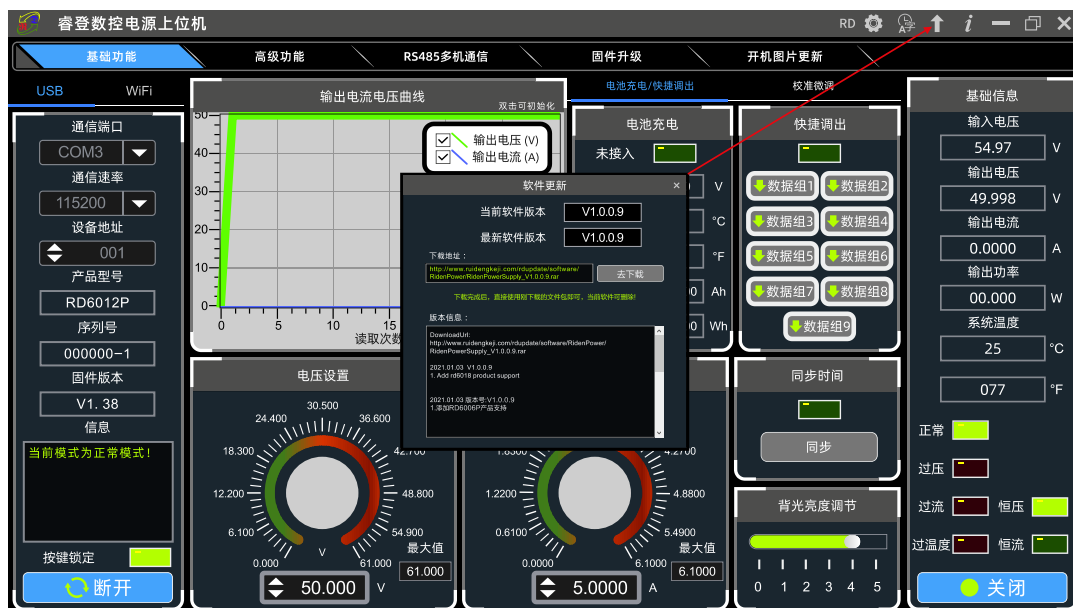 睿登数控电源上位机
RD
基础功能
高级功能
RS485多机通信
固件升级
开机图片更新
USB
WiFi
通信端口
COM3
通信速率
115200
设备地址
001
产品型号
RD6012P
序列号
000000-1
固件版本
V1.38
信息
当前模式为正常模式!
按键锁定
断开
输出电流电压曲线
双击可初始化
输出电压 (V)
输出电流 (A)
50
40
30
20
10
0
0
5
10
15
读取次数
电池充电/快捷调出
校准微调
电池充电
未接入
V
°C
°F
Ah
Wh
快捷调出
数据组1
数据组2
数据组3
数据组4
数据组5
数据组6
数据组7
数据组8
数据组9
软件更新
×
当前软件版本
V1.0.0.9
最新软件版本
V1.0.0.9
下载地址：
http://www.ruidengkeji.com/rdupdate/software/
RidenPower/RidenPowerSupply_V1.0.0.9.rar
去下载
下载完成后，直接使用刚下载的文件包即可，当前软件可删除!
版本信息：
DownloadUrl:
http://www.ruidengkeji.com/rdupdate/software/RidenPower/
RidenPowerSupply_V1.0.0.9.rar
2021.01.03 V1.0.0.9
1. Add rd6018 product support
2021.01.03 版本号:V1.0.0.9
1.添加RD6006P产品支持
电压设置
0.000
6.100
12.200
18.300
24.400
30.500
36.600
42.700
48.800
54.900
61.000
V
最大值
61.000
50.000
V
0.0000
0.6100
1.2200
1.8300
4.2700
4.8800
5.4900
6.1000
最大值
6.1000
5.0000
A
同步时间
同步
背光亮度调节
0
1
2
3
4
5
基础信息
输入电压
54.97
V
输出电压
49.998
V
输出电流
0.0000
A
输出功率
00.000
W
系统温度
25
°C
077
°F
正常
过压
过流
恒压
过温度
恒流
关闭